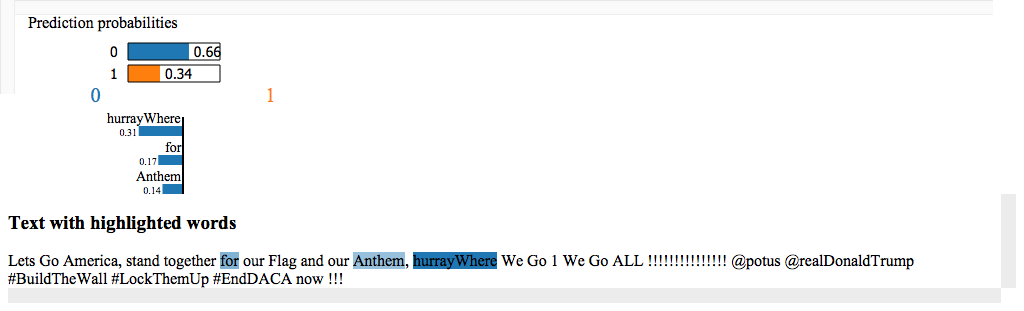 Prediction probabilities
0 0.66
1 0.34
0 1
hurrayWhere
0.31
for
0.17
Anthem
0.14
Text with highlighted words
Lets Go America, stand together for our Flag and our Anthem, hurrayWhere We Go 1 We Go ALL !!!!!!!!!!!!!!! @potus @realDonaldTrump
#BuildTheWall #LockThemUp #EndDACA now !!!